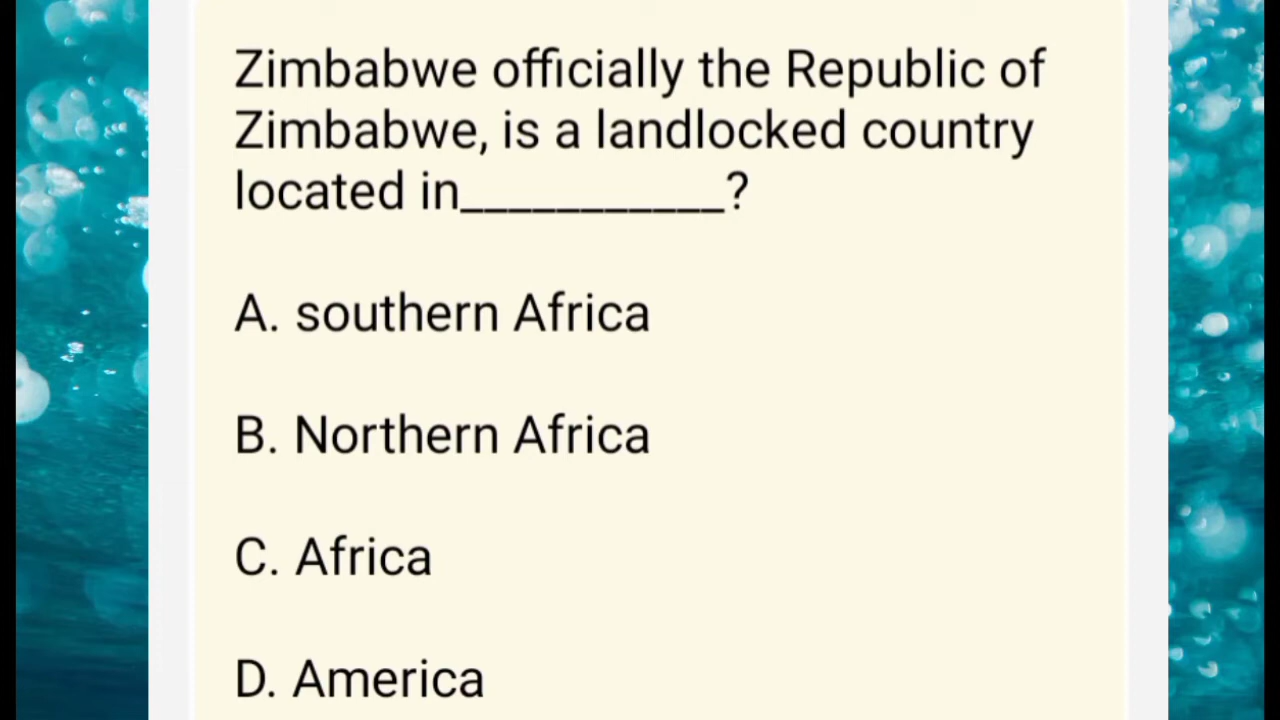 Zimbabwe officially the Republic of
Zimbabwe, is a landlocked country
located in___________?
A. southern Africa
B. Northern Africa
C. Africa
D. America